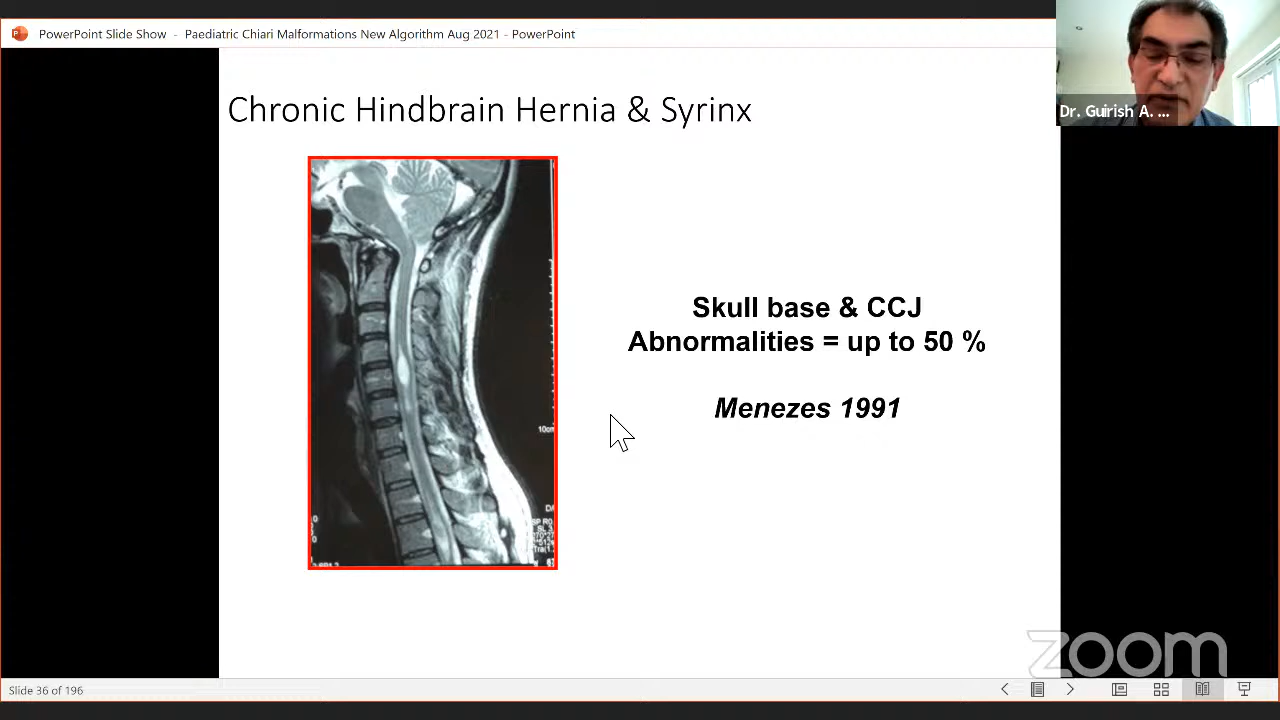 PowerPoint Slide Show - Paediatric Chiari Malformations New Algorithm Aug 2021 - PowerPoint
Dr. Guirish A. ...
Chronic Hindbrain Hernia & Syrinx
Skull base & CCJ
Abnormalities = up to 50 %
Menezes 1991
10cm
zoom
Slide 36 of 196